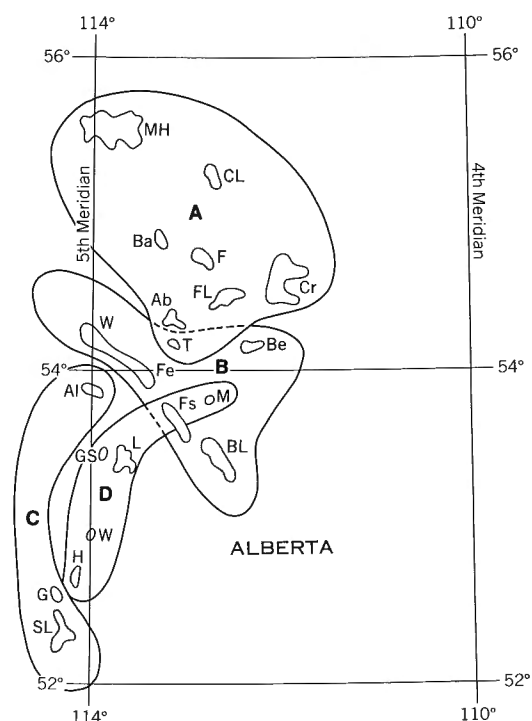 114° 110°
56° 56°
MH
5th Meridian
4th Meridian
CL
A
Ba
F
FL
Cr
Ab
W
T
Be
B
54° Fe 54°
Al
Fs
M
GS
L
BL
D
C
W
ALBERTA
H
G
SL
52° 52°
114° 110°